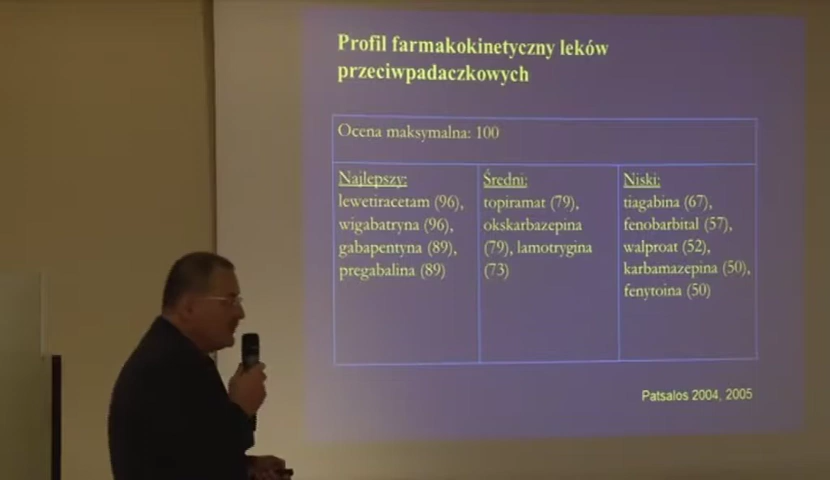 Profil farmakokinetyczny leków
przeciwpadaczkowych
Ocena maksymalna: 100
Najlepszy:
lewetiracetam (96),
wigabatryna (96),
gabapentyna (89),
pregabalina (89)
Średni:
topiramat (79),
okskarbazepina
(79), lamotrygina
(73)
Niski:
tiagabina (67),
fenobarbital (57),
walproat (52),
karbamazepina (50),
fenytoina (50)
Patsalos 2004, 2005